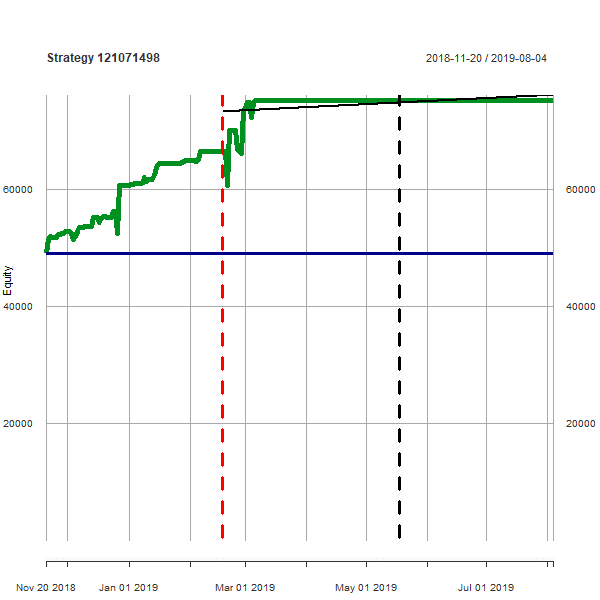 Strategy 121071498
2018-11-20 / 2019-08-04
60000
60000
Equity
40000
40000
20000
20000
Nov 20 2018
Jan 01 2019
Mar 01 2019
May 01 2019
Jul 01 2019